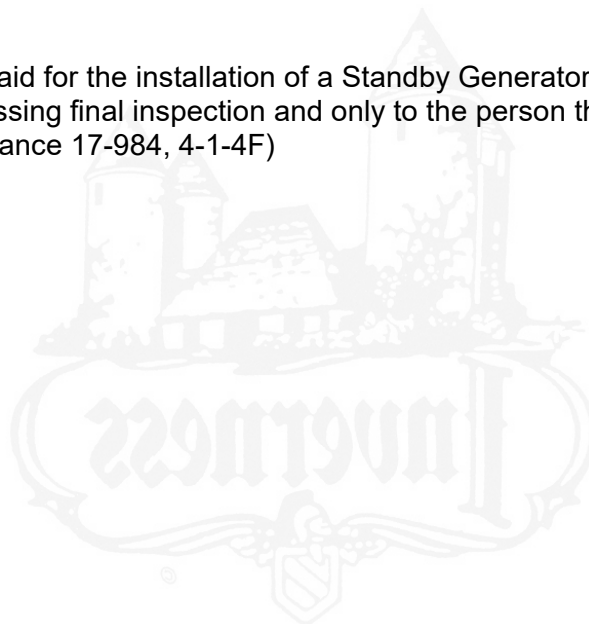 aid for the installation of a Standby Generator
ssing final inspection and only to the person th
ance 17-984, 4-1-4F)
Inverness
©